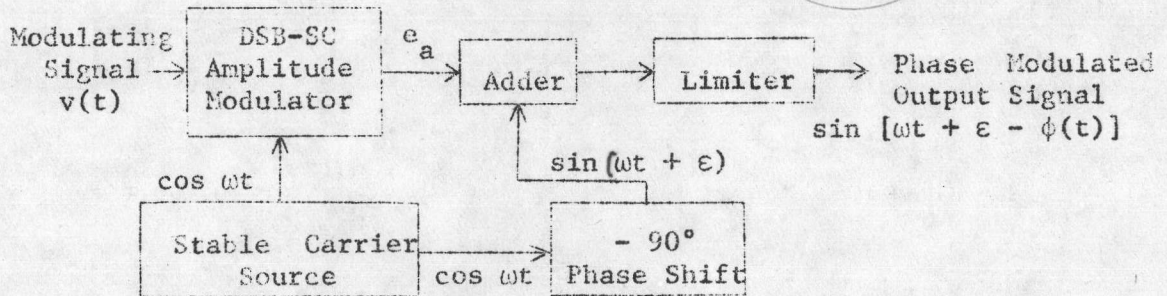 Modulating
Signal
v(t)
DSB-SC
Amplitude
Modulator
e_a
Adder
Limiter
Phase Modulated
Output Signal
sin [ωt + ε - ϕ(t)]
cos ωt
sin (ωt + ε)
Stable Carrier
Source
cos ωt
- 90°
Phase Shift